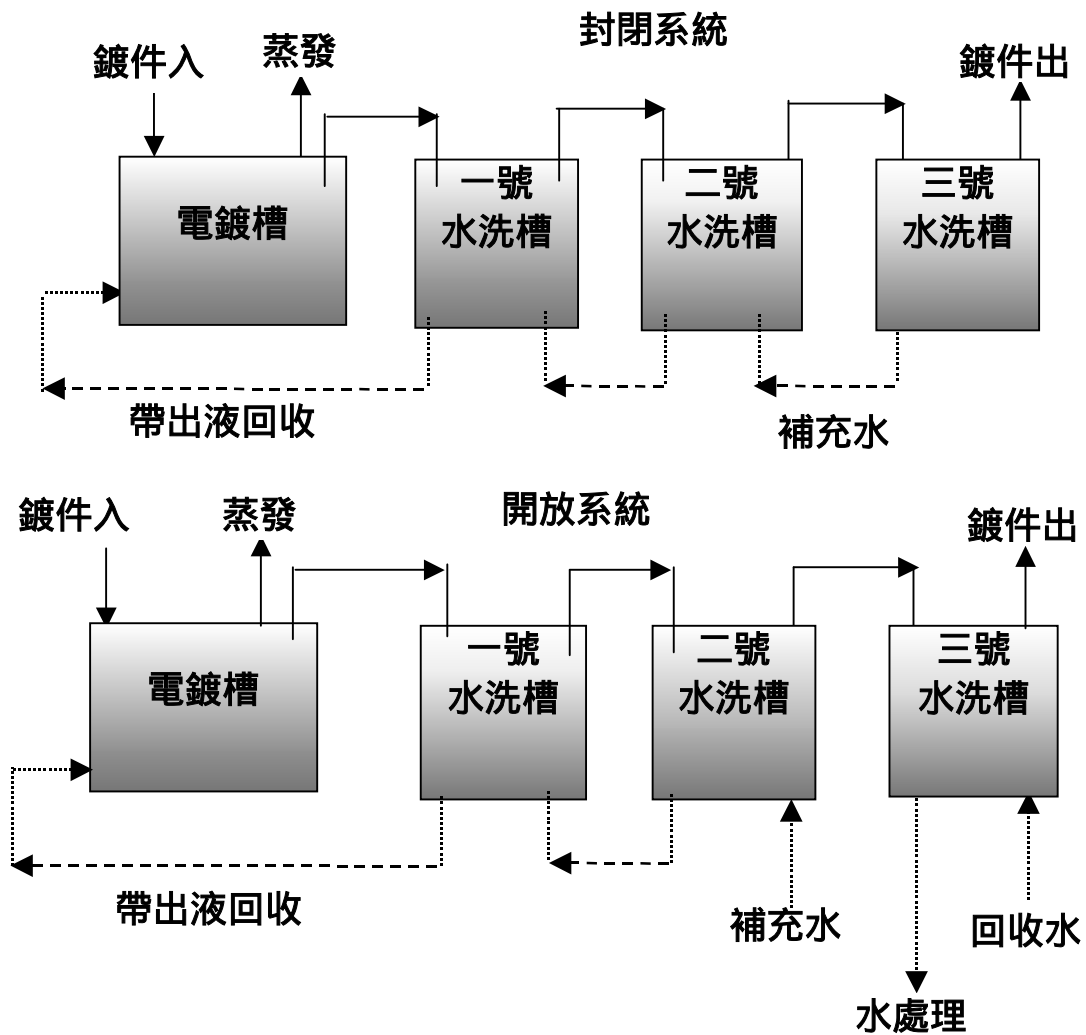 封閉系統
鍍件入
蒸發
鍍件出
電鍍槽
一號
水洗槽
二號
水洗槽
三號
水洗槽
帶出液回收
補充水
開放系統
鍍件入
蒸發
鍍件出
電鍍槽
一號
水洗槽
二號
水洗槽
三號
水洗槽
帶出液回收
補充水
回收水
水處理